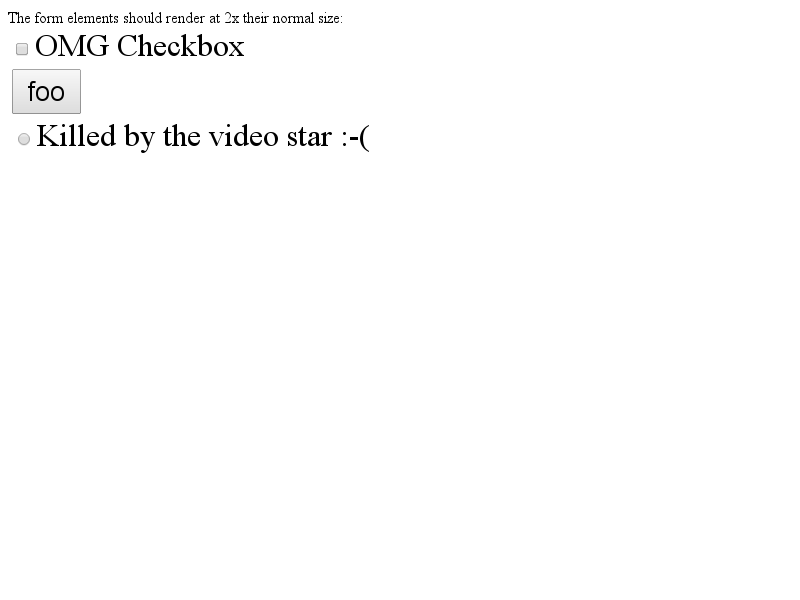 The form elements should render at 2x their normal size:
OMG Checkbox
foo
Killed by the video star :-(